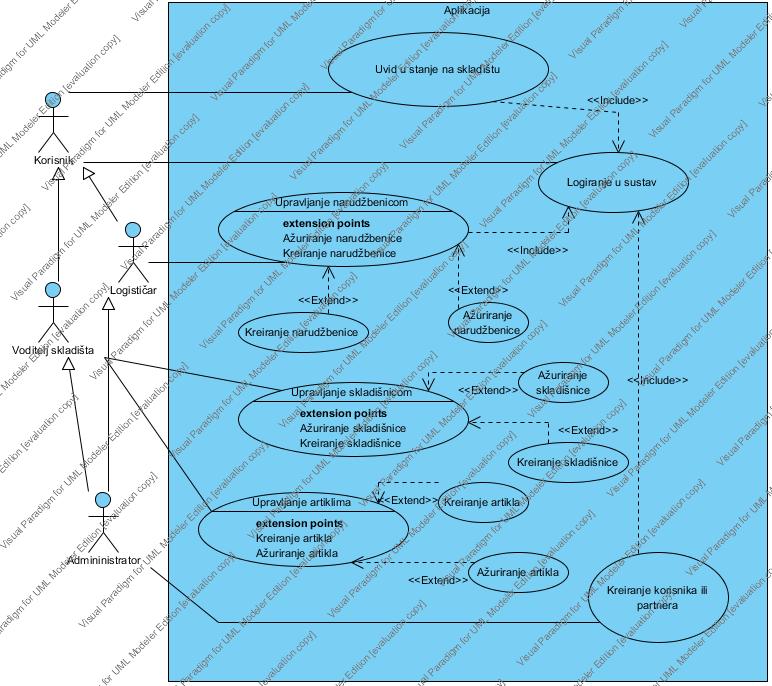 Aplikacija
Uvid u stanje na skladištu
<<Include>>
Korisnik
Logiranje u sustav
Upravljanje narudžbenicom
extension points
Ažuriranje narudžbenice
Kreiranje narudžbenice
<<Include>>
Logističar
<<Extend>>
<<Extend>>
Kreiranje narudžbenice
Ažuriranje
narudžbenice
Voditelj skladišta
Ažuriranje
skladišnice
<<Include>>
Upravljanje skladišnicom
<<Extend>>
extension points
Ažuriranje skladišnice
Kreiranje skladišnice
<<Extend>>
Kreiranje skladišnice
Upravljanje artiklima
<<Extend>>
Kreiranje artikla
extension points
Kreiranje artikla
Ažuriranje artikla
Admininistrator
Ažuriranje artikla
<<Extend>>
Kreiranje korisnika ili
partnera
Visual Paradigm for UML Modeler Edition [evaluation copy]